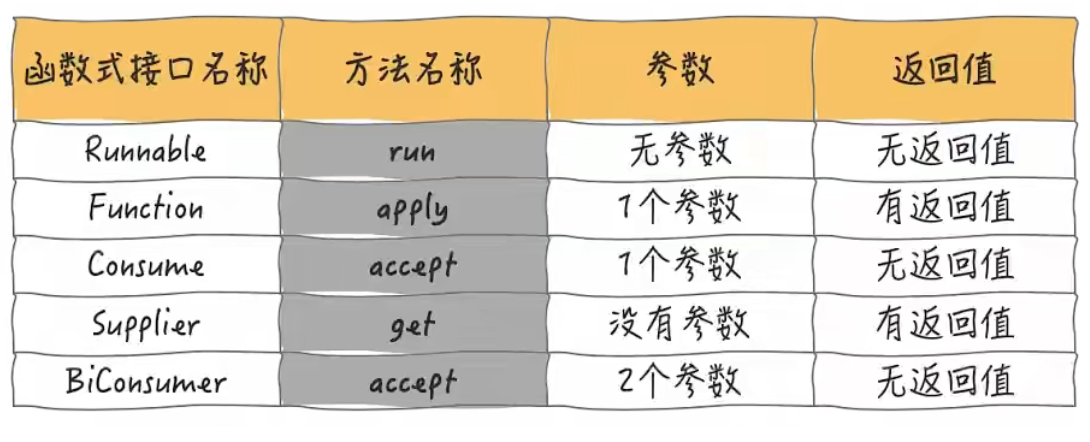 函数式接口名称 方法名称 参数 返回值
Runnable run 无参数 无返回值
Function apply 1个参数 有返回值
Consume accept 1个参数 无返回值
Supplier get 没有参数 有返回值
BiConsumer accept 2个参数 无返回值